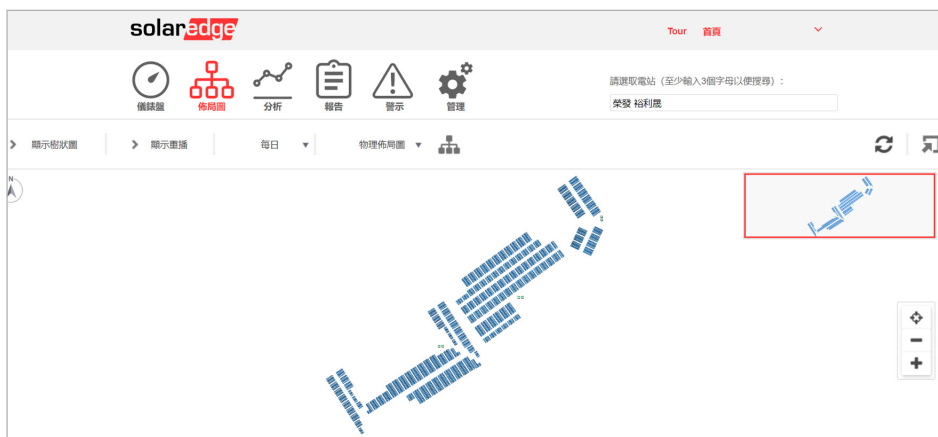 solaredge
Tour 首頁
儀錶盤 佈局圖 分析 報告 警示 管理
請選取電站（至少輸入3個字母以便搜尋）:
榮發 裕利晟
顯示樹狀圖 顯示重播 每日 物理佈局圖
N